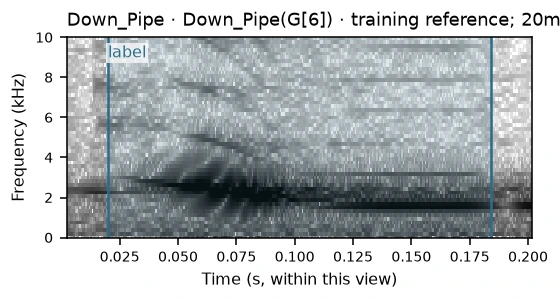 Down_Pipe · Down_Pipe(G[6]) · training reference; 20m
label
10
8
6
4
2
0
Frequency (kHz)
0.025 0.050 0.075 0.100 0.125 0.150 0.175 0.200
Time (s, within this view)